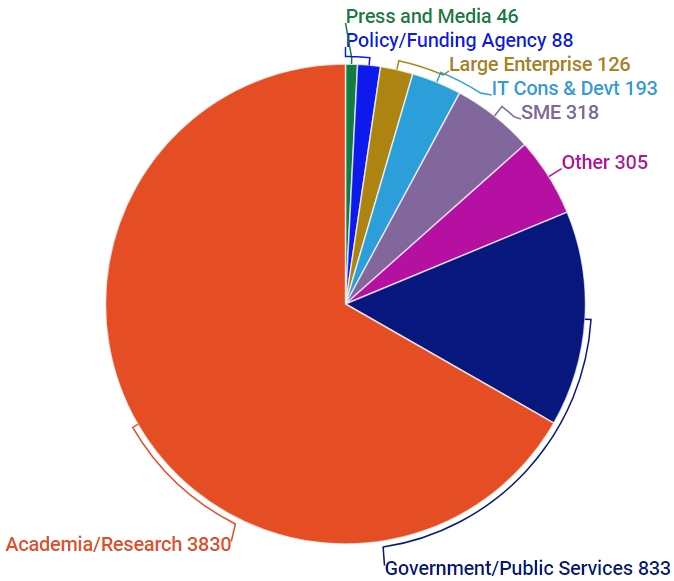 Press and Media 46
Policy/Funding Agency 88
Large Enterprise 126
IT Cons & Devt 193
SME 318
Other 305
Academia/Research 3830
Government/Public Services 833